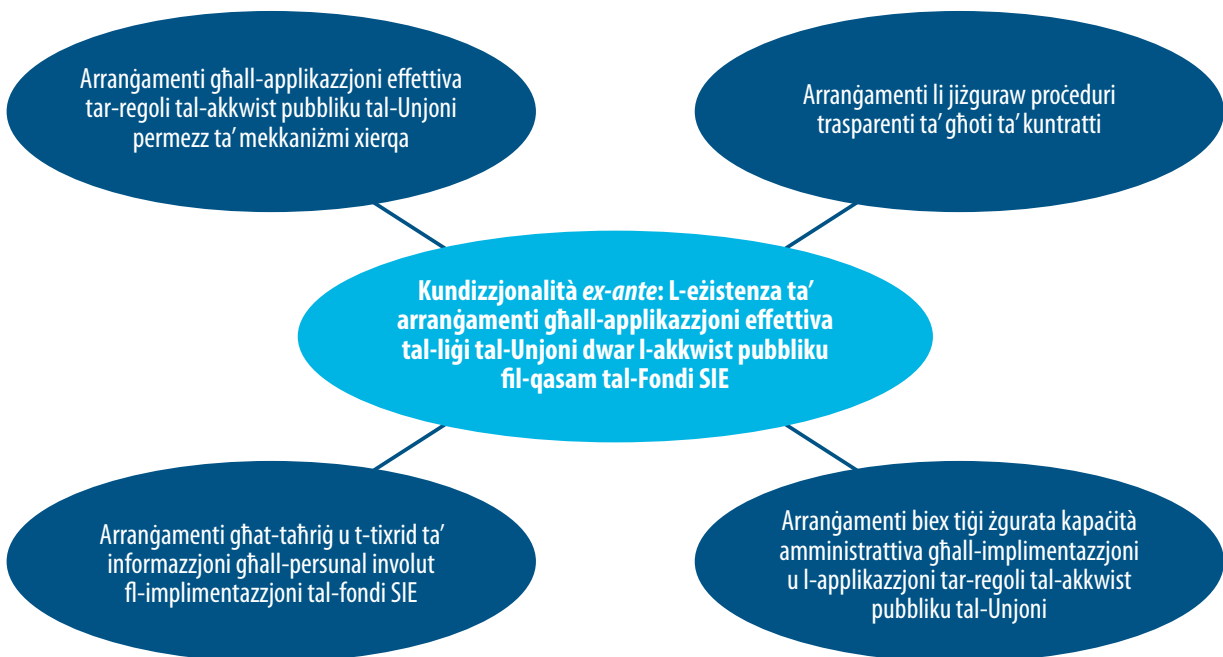 Arranġamenti għall-applikazzjoni effettiva
tar-regoli tal-akkwist pubbliku tal-Unjoni
permezz ta’ mekkaniżmi xierqa
Arranġamenti li jiżguraw proċeduri
trasparenti ta’ għoti ta’ kuntratti
Kundizzjonalità ex-ante: L-eżistenza ta’
arranġamenti għall-applikazzjoni effettiva
tal-liġi tal-Unjoni dwar l-akkwist pubbliku
fil-qasam tal-Fondi SIE
Arranġamenti għat-taħriġ u t-tixrid ta’
informazzjoni għall-persunal involut
fl-implimentazzjoni tal-fondi SIE
Arranġamenti biex tiġi żgurata kapaċità
amministrattiva għall-implimentazzjoni
u l-applikazzjoni tar-regoli tal-akkwist
pubbliku tal-Unjoni